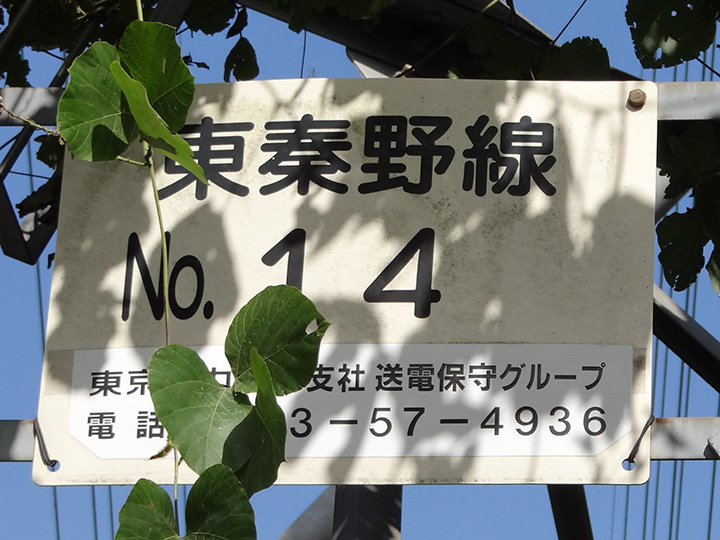 東秦野線
No. 14
東京 支社 送電保守グループ
電話 3-57-4936